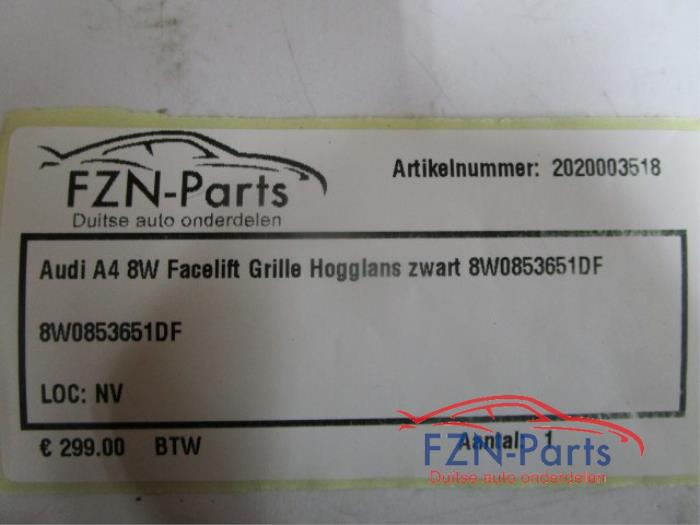 FZN-Parts
Duitse auto onderdelen
Artikelnummer: 2020003518
Audi A4 8W Facelift Grille Hogglans zwart 8W0853651DF
8W0853651DF
LOC: NV
€ 299.00 BTW Aantal: 1
FZN-Parts
Duitse auto onderdelen